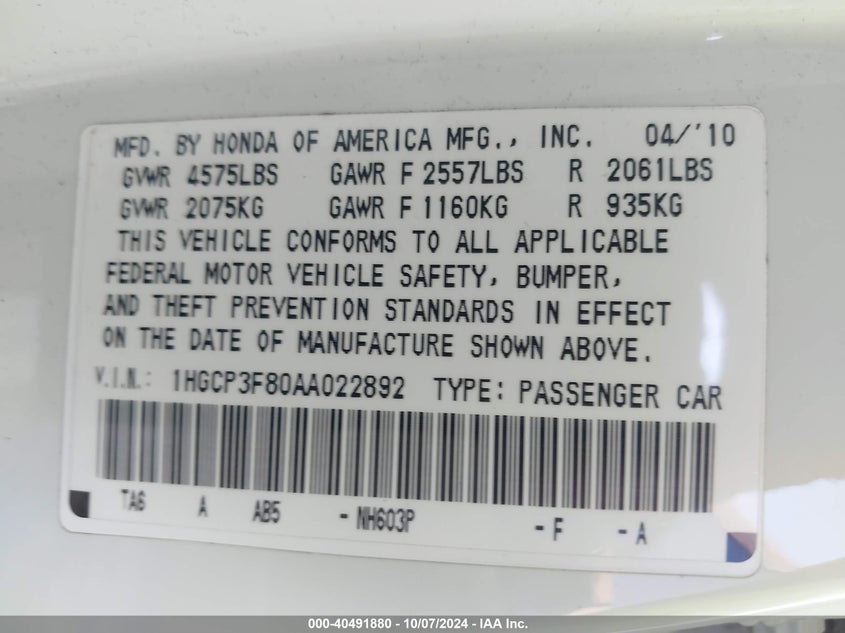 MFD. BY HONDA OF AMERICA MFG., INC. 04/'10
GVWR 4575LBS GAWR F 2557LBS R 2061LBS
GVWR 2075KG GAWR F 1160KG R 935KG
THIS VEHICLE CONFORMS TO ALL APPLICABLE
FEDERAL MOTOR VEHICLE SAFETY, BUMPER,
AND THEFT PREVENTION STANDARDS IN EFFECT
ON THE DATE OF MANUFACTURE SHOWN ABOVE.
V.I.N.: 1HGCP3F80AA022892 TYPE: PASSENGER CAR
TA6 A AB5 - NH603P - F - A
000-40491880 - 10/07/2024 - IAA Inc.